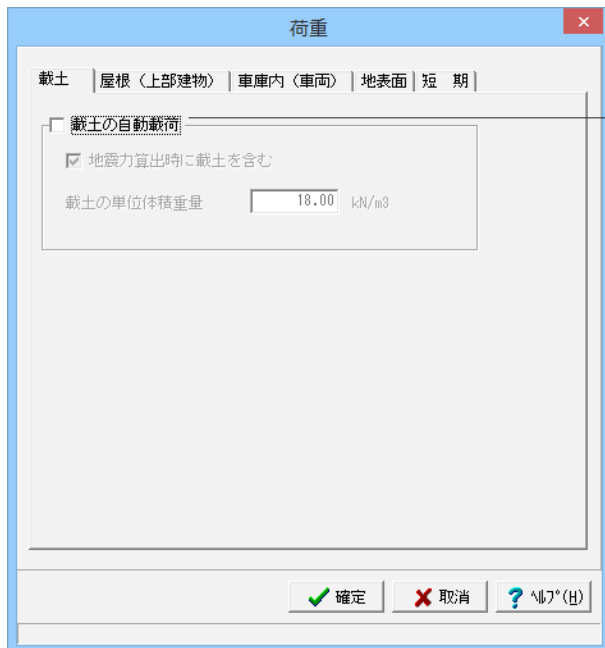 荷重
載土 屋根（上部建物） 車庫内（車両） 地表面 短　期
載土の自動載荷
地震力算出時に載土を含む
載土の単位体積重量 18.00 kN/m3
確定 取消 ﾍﾙﾌﾟ(H)